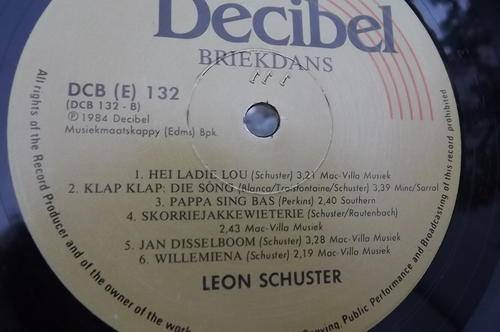 Decibel
BRIEKDANS
DCB (E) 132
(DCB 132 - B)
℗ 1984 Decibel
Musiekmaatskappy (Edms) Bpk.
1. HEI LADIE LOU (Schuster) 3,21 Mac-Villa Musiek
2. KLAP KLAP: DIE SONG (Blanco/Troisfontaine/Schuster) 3,39 Minc/Sarral
3. PAPPA SING BAS (Perkins) 2,40 Southern
4. SKORRIEJAKKEWIETERIE (Schuster/Rautenbach)
2,43 Mac-Villa Musiek
5. JAN DISSELBOOM (Schuster) 3,28 Mac-Villa Musiek
6. WILLEMIENA (Schuster) 2,19 Mac-Villa Musiek
LEON SCHUSTER
All rights of the Record Producer and of the owner of the work
Public Performance and Broadcasting of this record prohibited